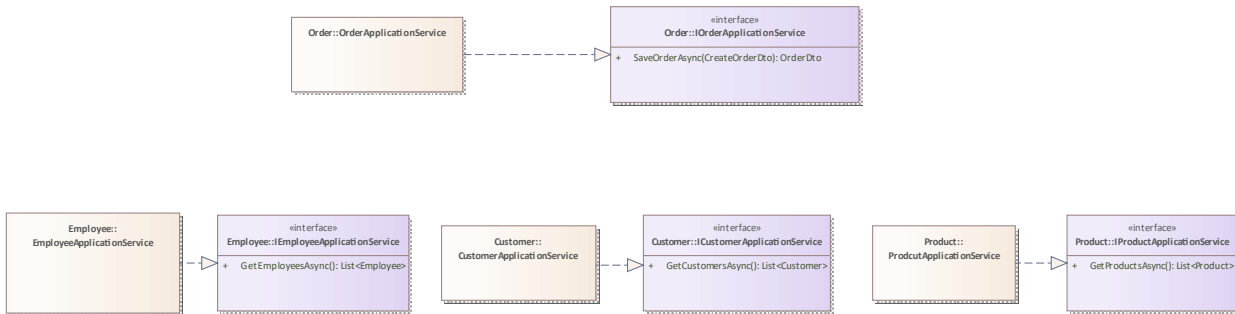 Order::OrderApplicationService
«interface»
Order::IOrderApplicationService
+ SaveOrderAsync(CreateOrderDto): OrderDto
Employee::
EmployeeApplicationService
«interface»
Employee::IEmployeeApplicationService
+ GetEmployeesAsync(): List<Employee>
Customer::
CustomerApplicationService
«interface»
Customer::ICustomerApplicationService
+ GetCustomersAsync(): List<Customer>
Product::
ProdcutApplicationService
«interface»
Product::IProductApplicationService
+ GetProductsAsync(): List<Product>